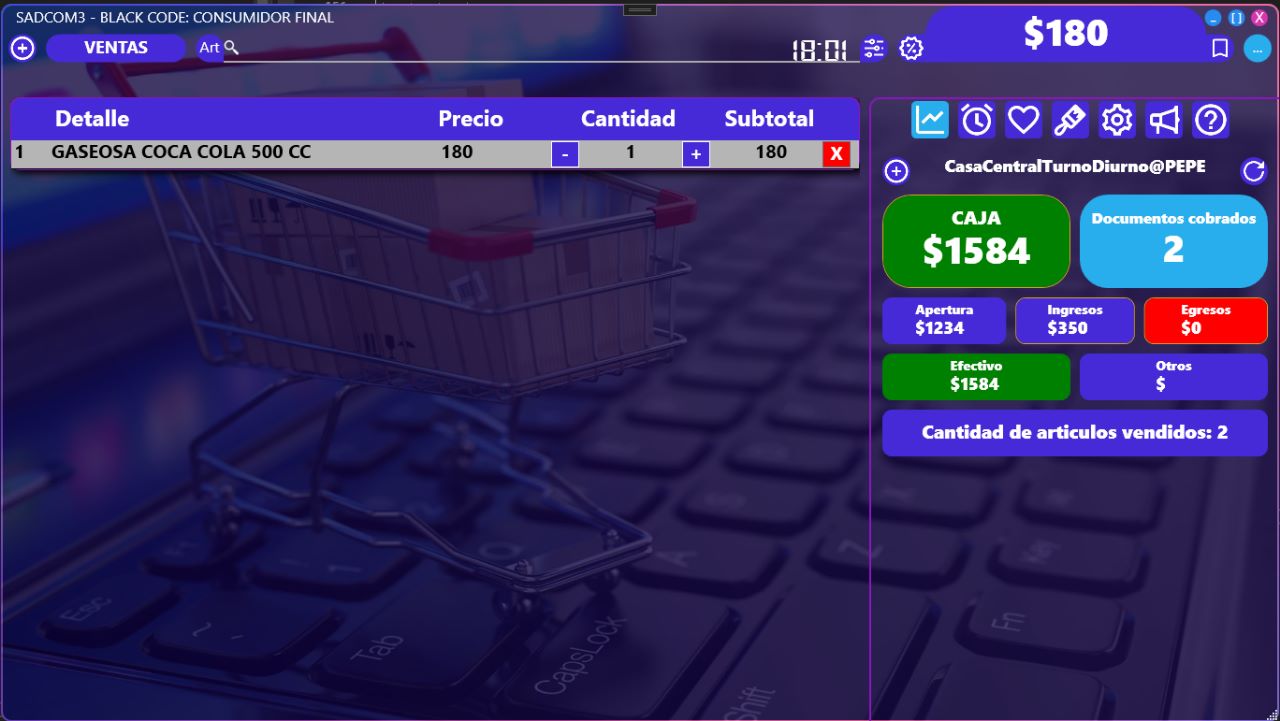 SADCOM3 - BLACK CODE: CONSUMIDOR FINAL
$180
VENTAS
Art
18:01
Detalle Precio Cantidad Subtotal
1 GASEOSA COCA COLA 500 CC 180 - 1 + 180 X
CasaCentralTurnoDiurno@PEPE
CAJA
$1584
Documentos cobrados
2
Apertura
$1234
Ingresos
$350
Egresos
$0
Efectivo
$1584
Otros
$
Cantidad de articulos vendidos: 2
Esc
Tab
CapsLock
Shift
A
Z
Fn